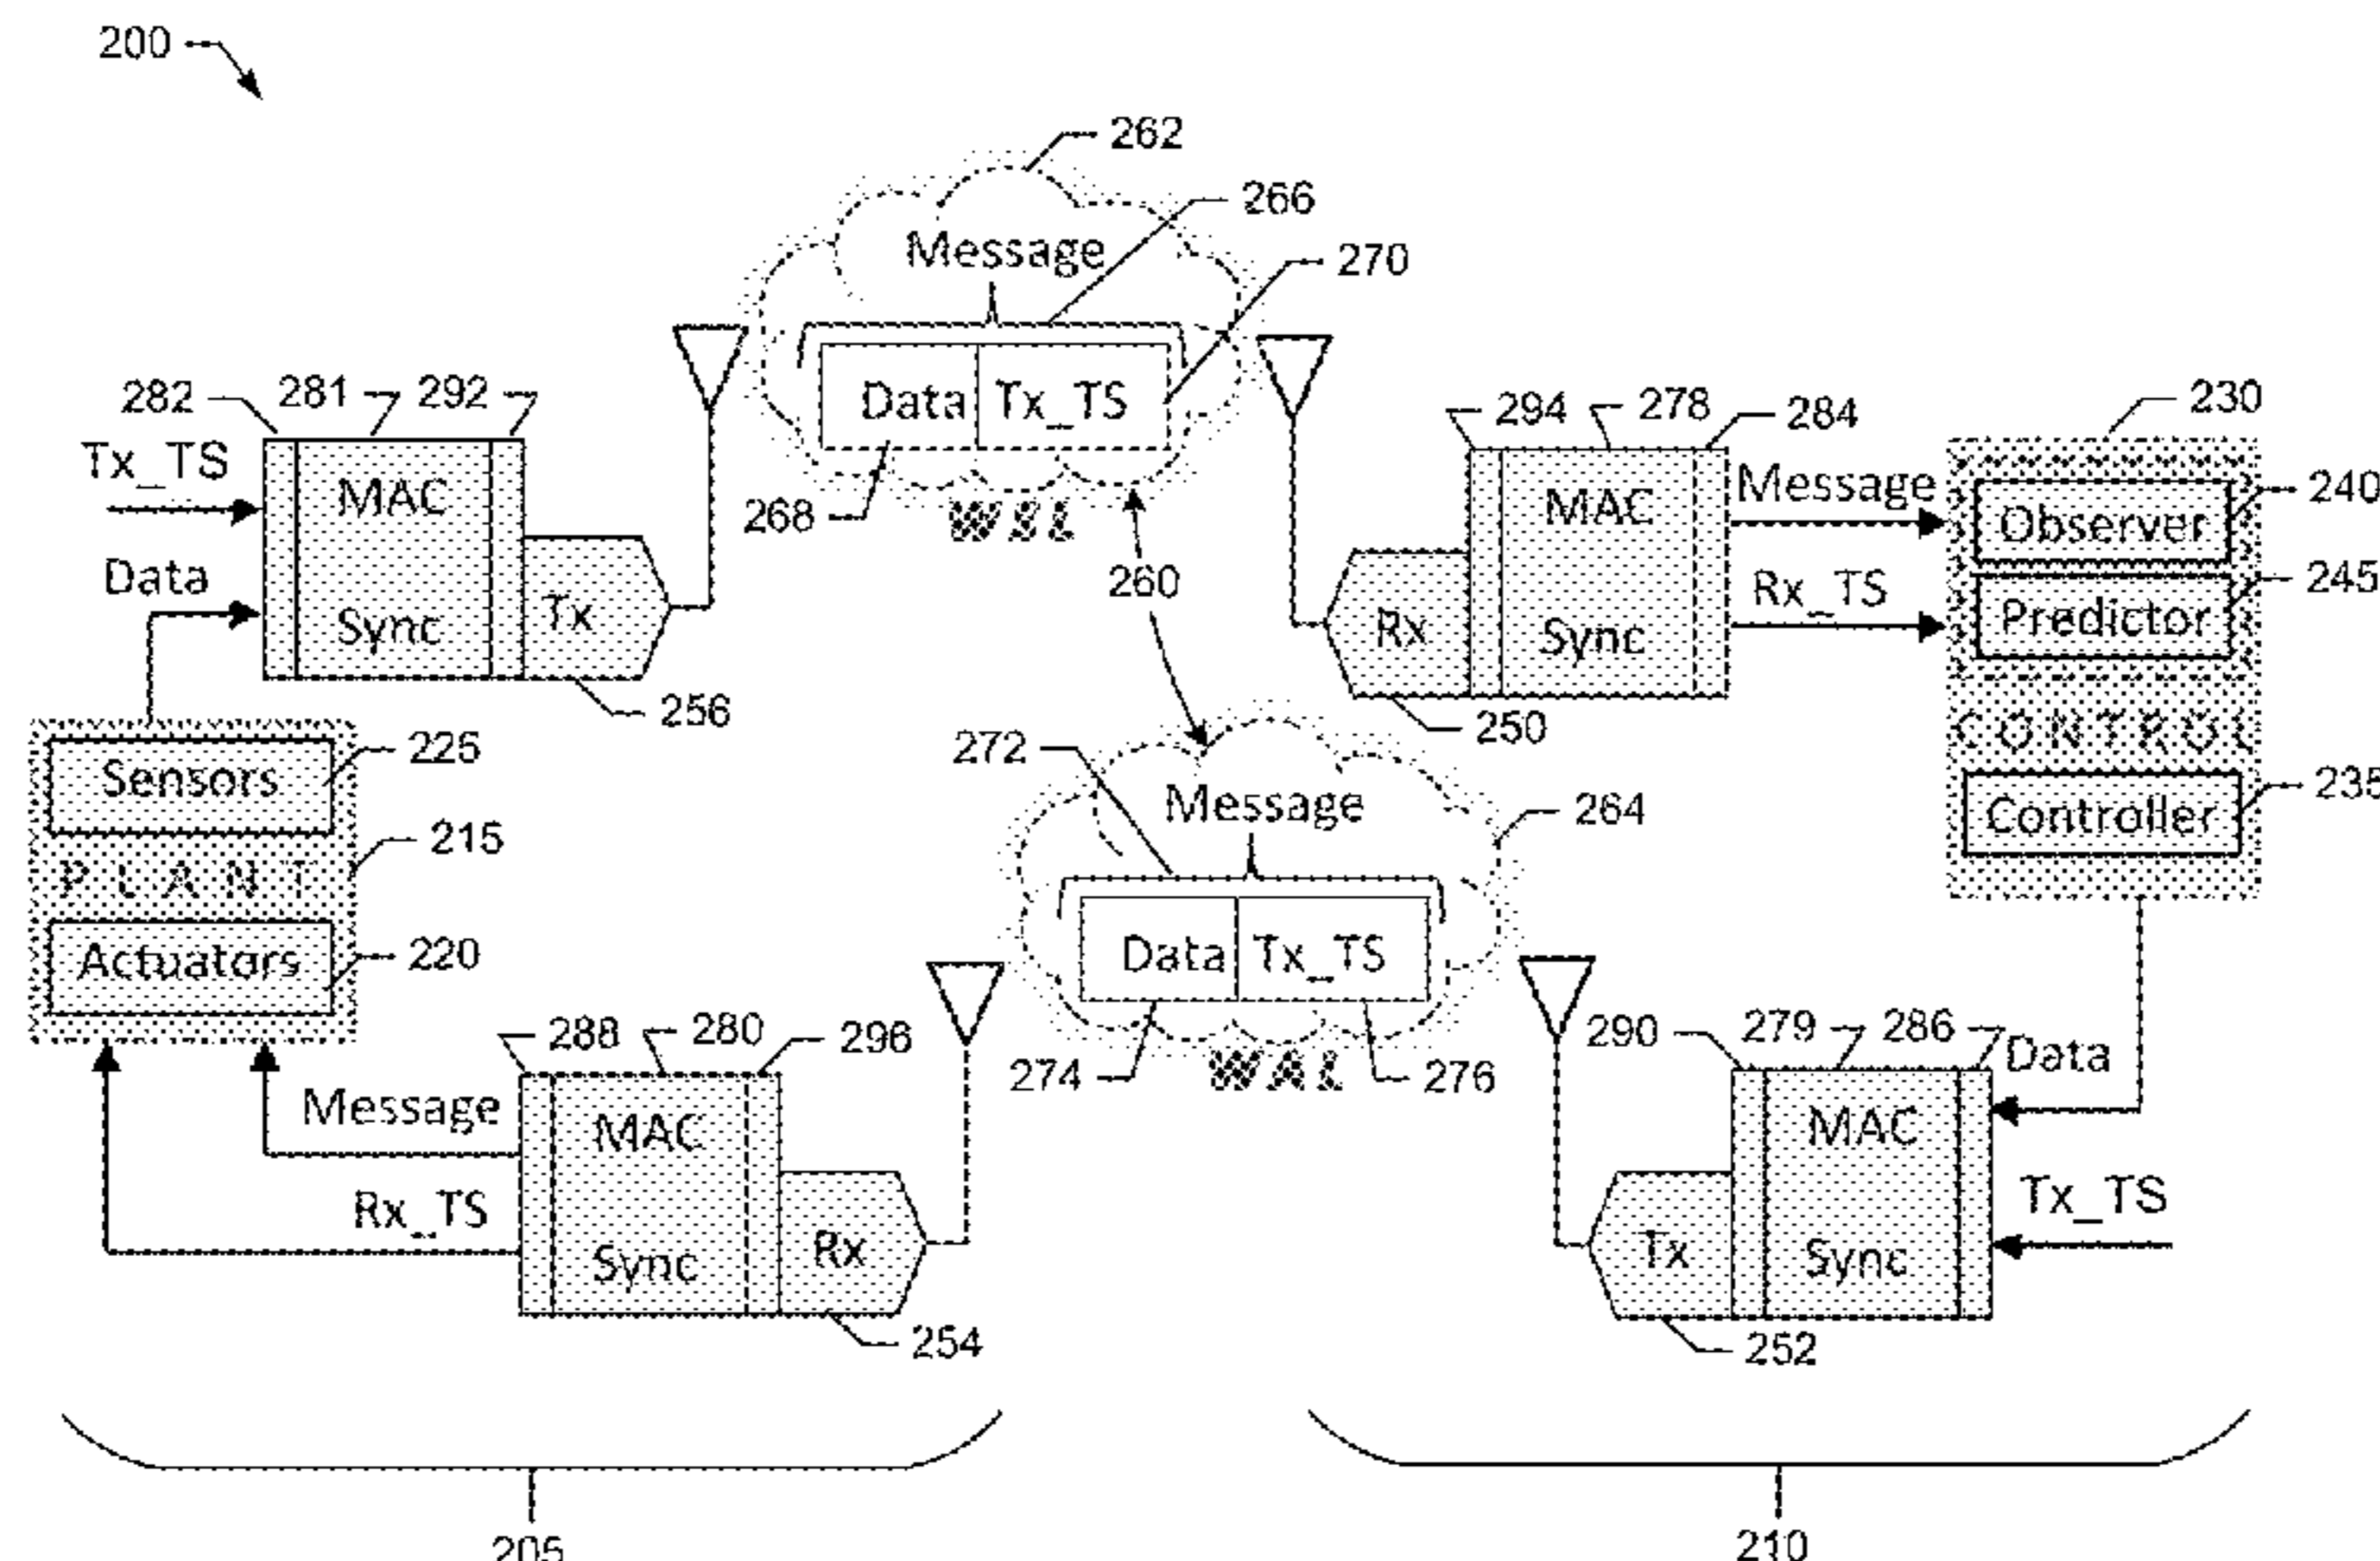 200
262
266
Message
270
282 281 292
Data Tx_TS
294 278 284
230
Tx_TS
MAC
268
WSL
MAC
Message
Observer
240
Data
Sync
Tx
260
Rx
Sync
Rx_TS
Predictor
245
256
250
CONTROL
Sensors
225
272
Message
264
Controller
235
PLANT
215
Data Tx_TS
Actuators
220
288 280 296
274
WAL
276
290 279 286
Data
Message
MAC
MAC
Rx_TS
Sync
Rx
Tx
Sync
Tx_TS
254
252
205
210